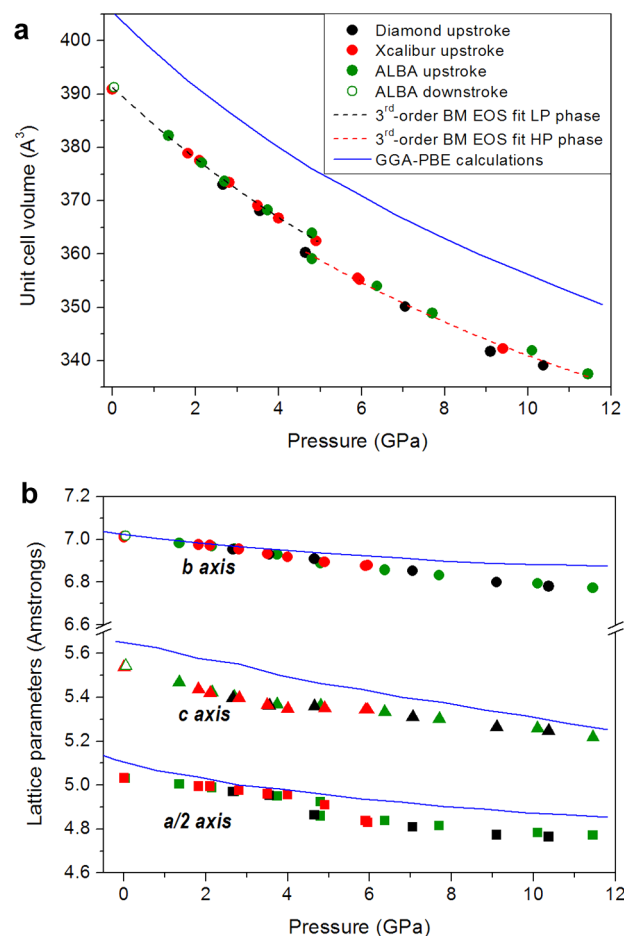 a
Diamond upstroke
Xcalibur upstroke
ALBA upstroke
ALBA downstroke
3rd-order BM EOS fit LP phase
3rd-order BM EOS fit HP phase
GGA-PBE calculations
400
390
380
370
360
350
340
Unit cell volume (A3)
0 2 4 6 8 10 12
Pressure (GPa)
b
7.2
7.0
6.8
6.6
5.6
5.4
5.2
5.0
4.8
4.6
b axis
c axis
a/2 axis
Lattice parameters (Amstrongs)
0 2 4 6 8 10 12
Pressure (GPa)